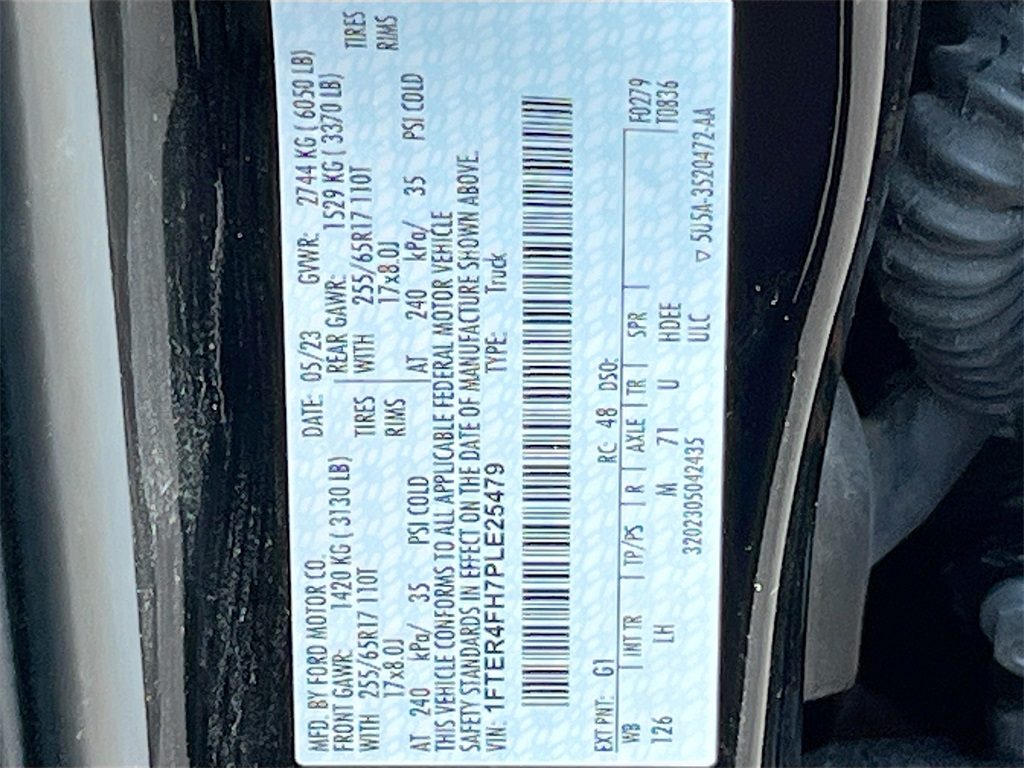 MFD. BY FORD MOTOR CO DATE: 05/23 GVWR: 2744 KG ( 6050 LB)
FRONT GAWR: 1420 KG ( 3130 LB) REAR GAWR: 1529 KG ( 3370 LB)
WITH 255/65R17 110T TIRES WITH 255/65R17 110T TIRES
17x8.0J RIMS 17x8.0J RIMS
AT 240 kPa/ 35 PSI COLD AT 240 kPa/ 35 PSI COLD
THIS VEHICLE CONFORMS TO ALL APPLICABLE FEDERAL MOTOR VEHICLE
SAFETY STANDARDS IN EFFECT ON THE DATE OF MANUFACTURE SHOWN ABOVE.
VIN: 1FTER4FH7PLE25479 TYPE: Truck
EXT PNT: G1 RC: 48 DSO: F0279
WB INT TR TP/PS R AXLE TR SPR T0836
126 LH M 71 U HDEE
3202305042435 ULC ▽ 5U5A-3520472-AA